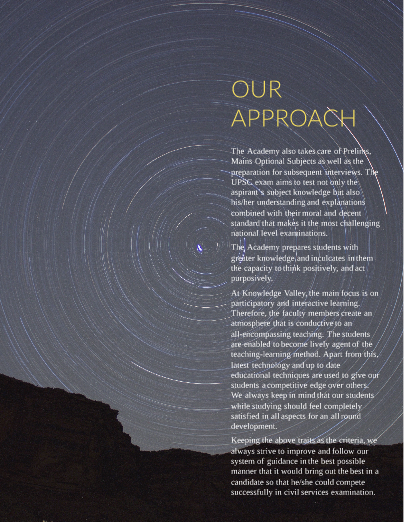 OUR
APPROACH
The Academy also takes care of Prelims,
Mains Optional Subjects as well as the
preparation for subsequent interviews. The
UPSC exam aims to test not only the
aspirant's subject knowledge but also
his/her understanding and explanations
combined with their moral and decent
standard that makes it the most challenging
national level examinations.
The Academy prepares students with
greater knowledge and inculcates in them
the capacity to think positively, and act
purposively.
At Knowledge Valley, the main focus is on
participatory and interactive learning.
Therefore, the faculty members create an
atmosphere that is conductive to an
all-encompassing teaching. The students
are enabled to become lively agent of the
teaching-learning method. Apart from this,
latest technology and up to date
educational techniques are used to give our
students a competitive edge over others.
We always keep in mind that our students
while studying should feel completely
satisfied in all aspects for an all round
development.
Keeping the above traits as the criteria, we
always strive to improve and follow our
system of guidance in the best possible
manner that it would bring out the best in a
candidate so that he/she could compete
successfully in civil services examination.